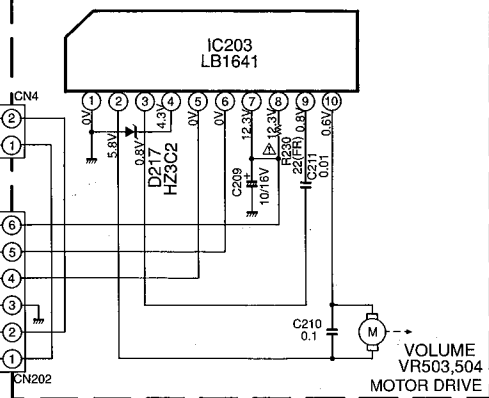 IC203
LB1641
1 2 3 4 5 6 7 8 9 10
0V
5.8V
0.8V
4.3V
0V
0V
12.3V
12.3V
0.8V
0.6V
CN4
2
1
D217
HZ3C2
C209
+
10/16V
R230
22(FR)
C211
0.01
6
5
4
3
2
1
CN202
C210
0.1
M
VOLUME
VR503,504
MOTOR DRIVE